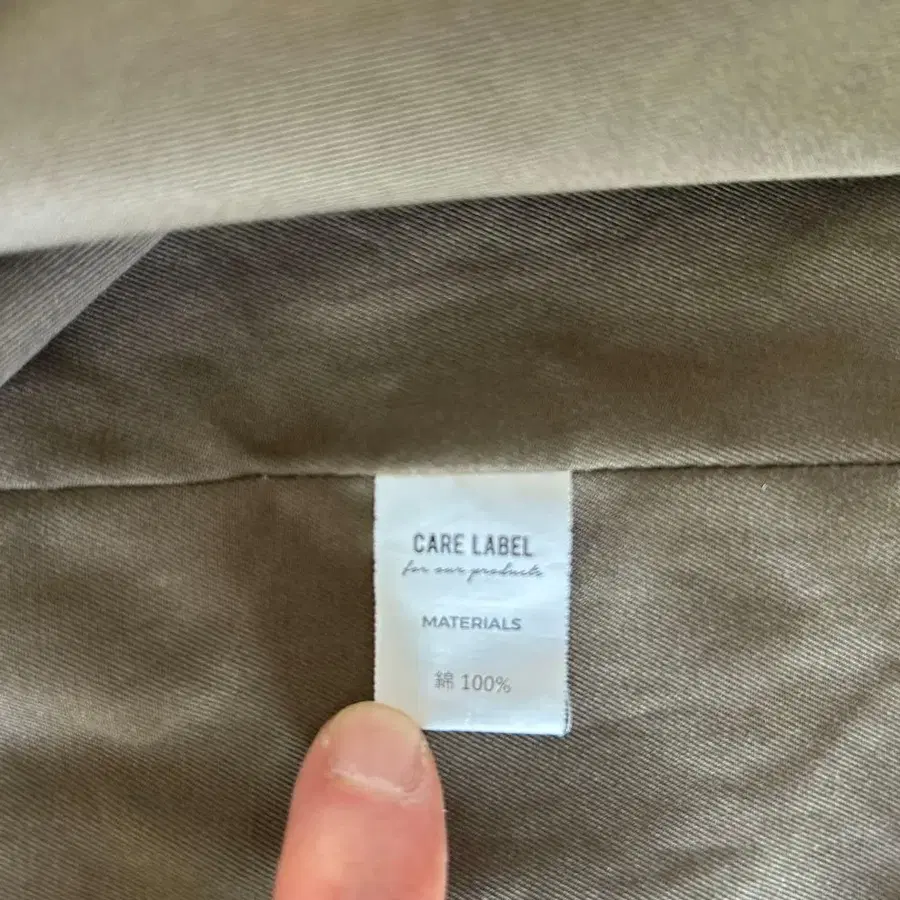 CARE LABEL
for our products
MATERIALS
綿 100%